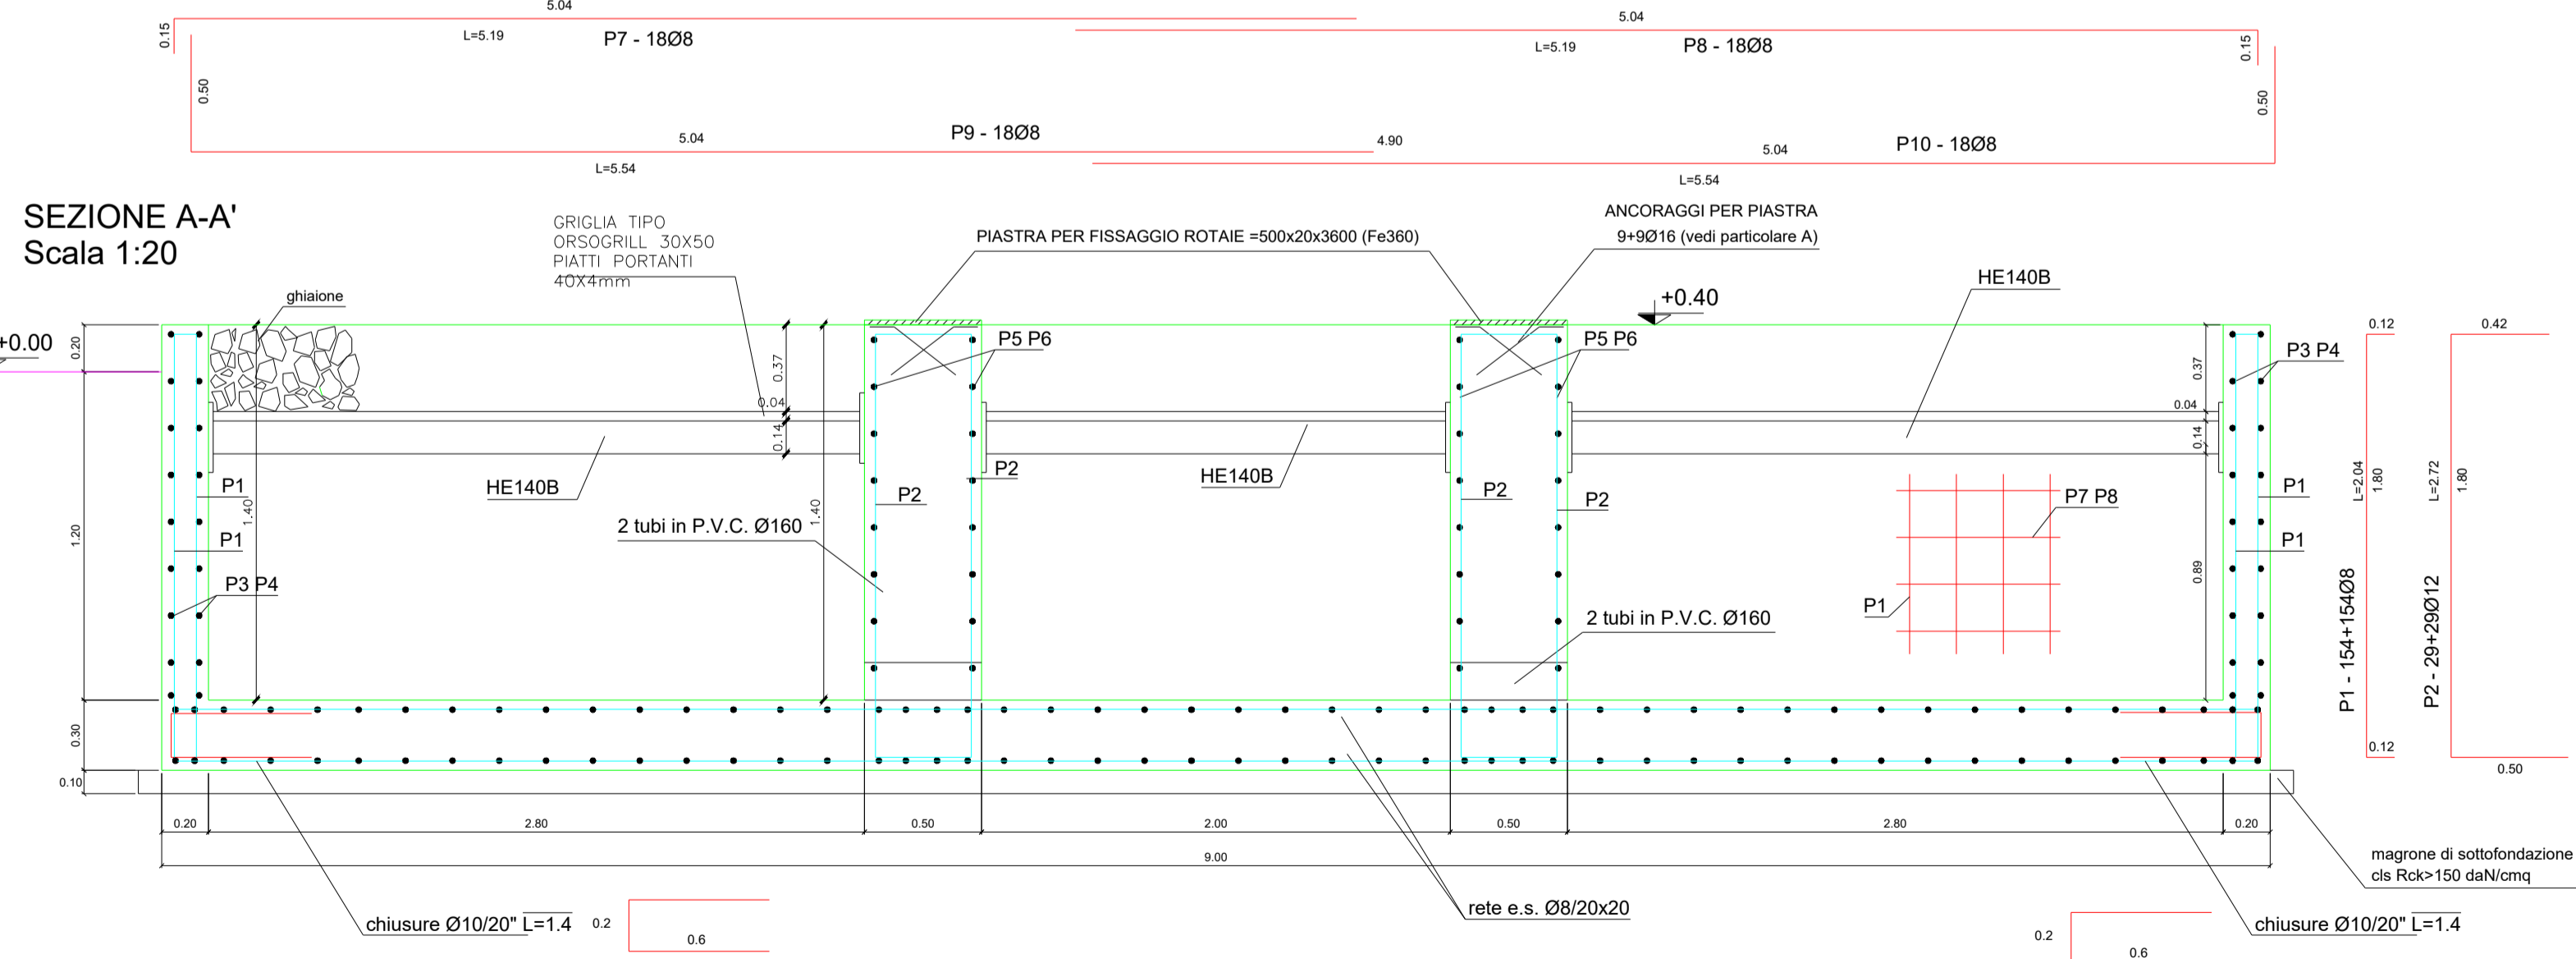 5.04
5.04
0.15
L=5.19
P7 - 18Ø8
L=5.19
P8 - 18Ø8
0.15
0.50
0.50
5.04
P9 - 18Ø8
4.90
5.04
P10 - 18Ø8
L=5.54
L=5.54
SEZIONE A-A'
Scala 1:20
GRIGLIA TIPO
ORSOGRILL 30X50
PIATTI PORTANTI
40X4mm
PIASTRA PER FISSAGGIO ROTAIE =500x20x3600 (Fe360)
ANCORAGGI PER PIASTRA
9+9Ø16 (vedi particolare A)
HE140B
ghiaione
+0.40
+0.00
0.20
0.37
P5 P6
P5 P6
0.37
P3 P4
0.12
0.42
0.04
0.04
0.14
0.14
P1
HE140B
P2
P2
HE140B
P2
P2
P7 P8
P1
L=2.04
1.80
L=2.72
1.80
1.40
1.40
2 tubi in P.V.C. Ø160
1.20
P1
P1
0.89
P3 P4
P1
2 tubi in P.V.C. Ø160
P1 - 154+154Ø8
P2 - 29+29Ø12
0.30
0.12
0.50
0.10
0.20
2.80
0.50
2.00
0.50
2.80
0.20
9.00
magrone di sottofondazione
cls Rck>150 daN/cmq
chiusure Ø10/20" L=1.4
0.2
0.6
rete e.s. Ø8/20x20
chiusure Ø10/20" L=1.4
0.2
0.6